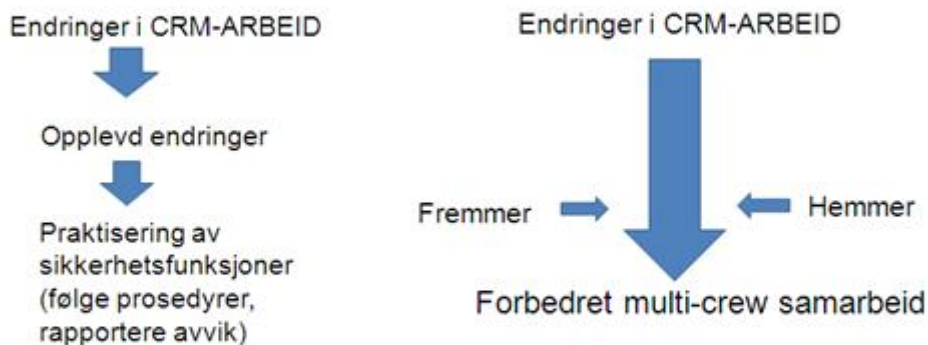 Endringer i CRM-ARBEID
Opplevd endringer
Praktisering av
sikkerhetsfunksjoner
(følge prosedyrer,
rapportere avvik)
Endringer i CRM-ARBEID
Fremmer
Hemmer
Forbedret multi-crew samarbeid